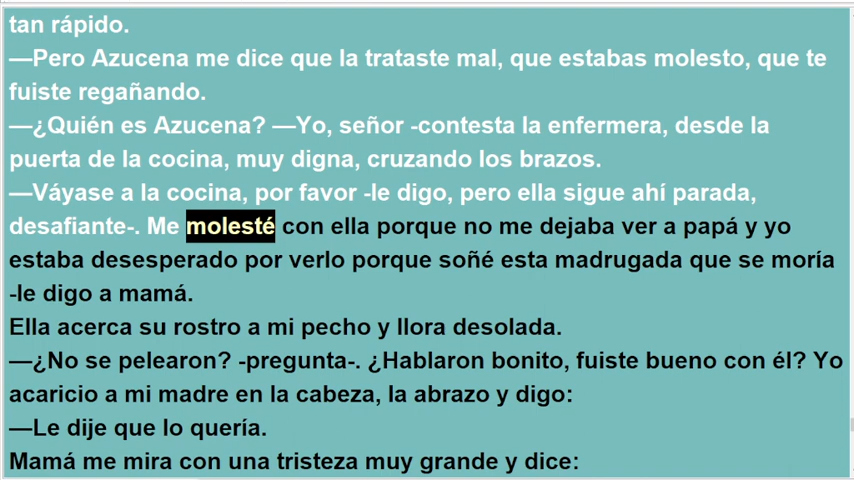 tan rápido.
—Pero Azucena me dice que la trataste mal, que estabas molesto, que te
fuiste regañando.
—¿Quién es Azucena? —Yo, señor -contesta la enfermera, desde la
puerta de la cocina, muy digna, cruzando los brazos.
—Váyase a la cocina, por favor -le digo, pero ella sigue ahí parada,
desafiante-. Me molesté con ella porque no me dejaba ver a papá y yo
estaba desesperado por verlo porque soñé esta madrugada que se moría
-le digo a mamá.
Ella acerca su rostro a mi pecho y llora desolada.
—¿No se pelearon? -pregunta-. ¿Hablaron bonito, fuiste bueno con él? Yo
acaricio a mi madre en la cabeza, la abrazo y digo:
—Le dije que lo quería.
Mamá me mira con una tristeza muy grande y dice: